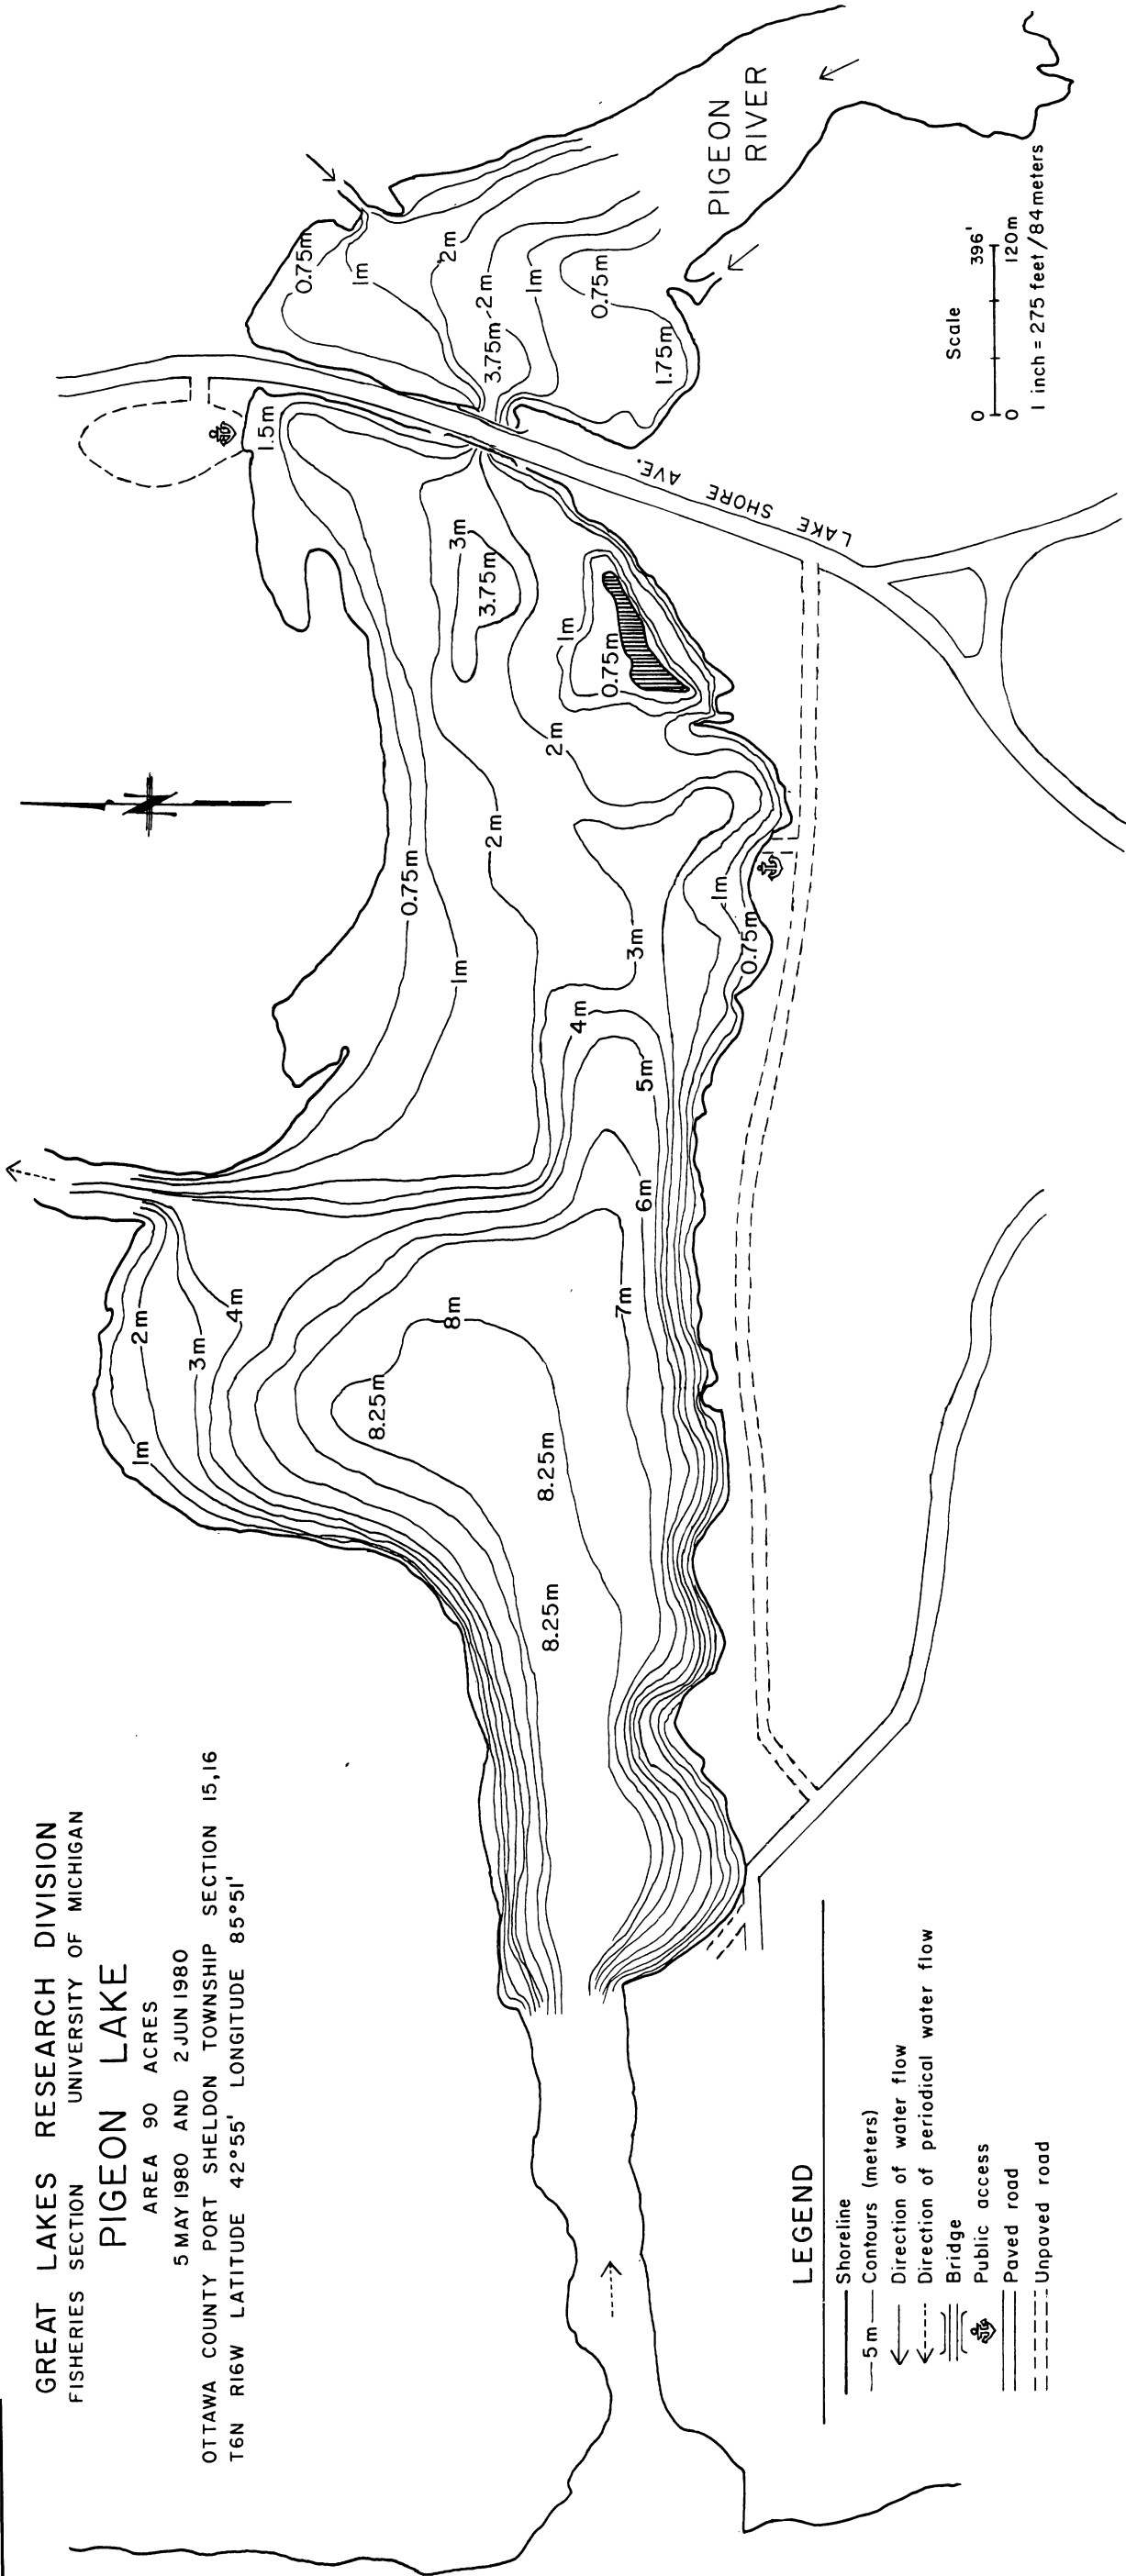 GREAT LAKES RESEARCH DIVISION
FISHERIES SECTION UNIVERSITY OF MICHIGAN
PIGEON LAKE
AREA 90 ACRES
5 MAY 1980 AND 2 JUN 1980
OTTAWA COUNTY PORT SHELDON TOWNSHIP SECTION 15,16
T6N R16W LATITUDE 42°55' LONGITUDE 85°51'
1m
2m
3m
4m
8.25m
8m
8.25m
8.25m
7m
6m
5m
4m
3m
0.75m
1m
2m
2m
1m
0.75m
1m
0.75m
3m
3.75m
1.5m
0.75m
1m
2m
2m
3.75m
1m
0.75m
1.75m
LAKE SHORE AVE.
PIGEON
RIVER
LEGEND
Shoreline
5m Contours (meters)
Direction of water flow
Direction of periodical water flow
Bridge
Public access
Paved road
Unpaved road
Scale
0 396'
0 120m
1 inch = 275 feet/84 meters